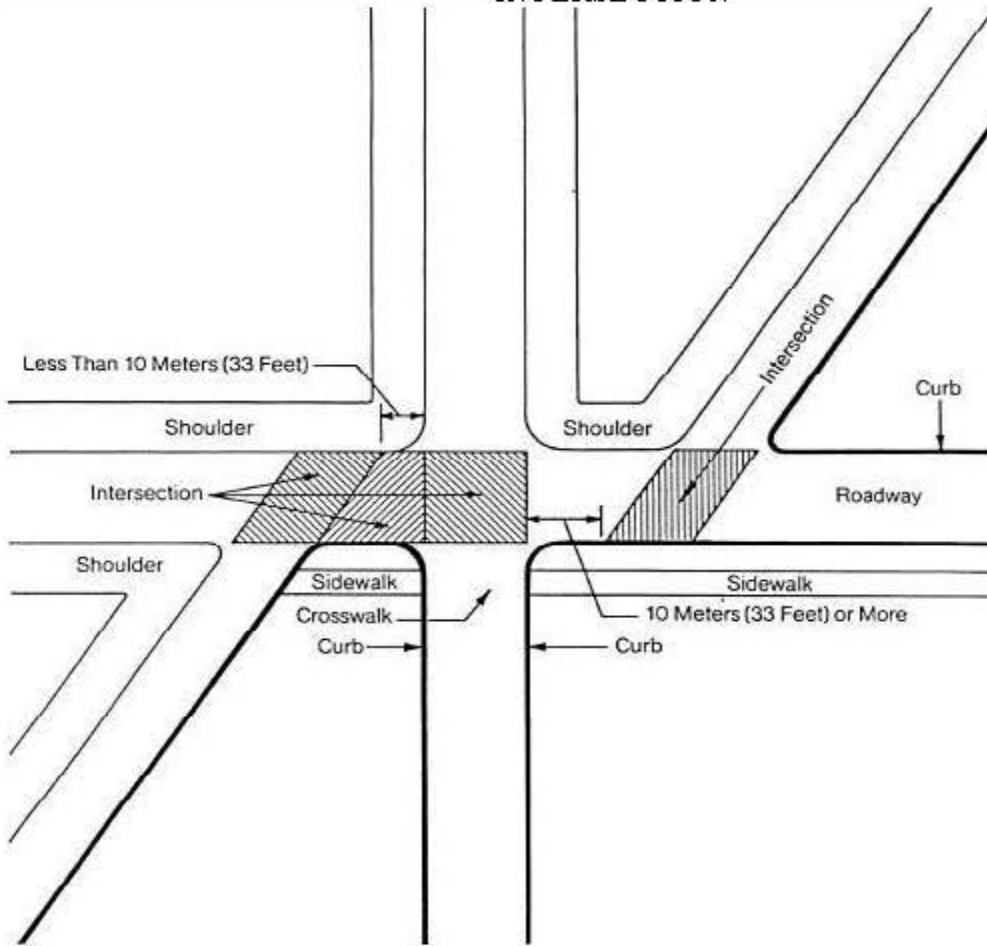 Less Than 10 Meters (33 Feet)
Intersection
Curb
Shoulder
Shoulder
Intersection
Roadway
Shoulder
Sidewalk
Sidewalk
Crosswalk
10 Meters (33 Feet) or More
Curb
Curb